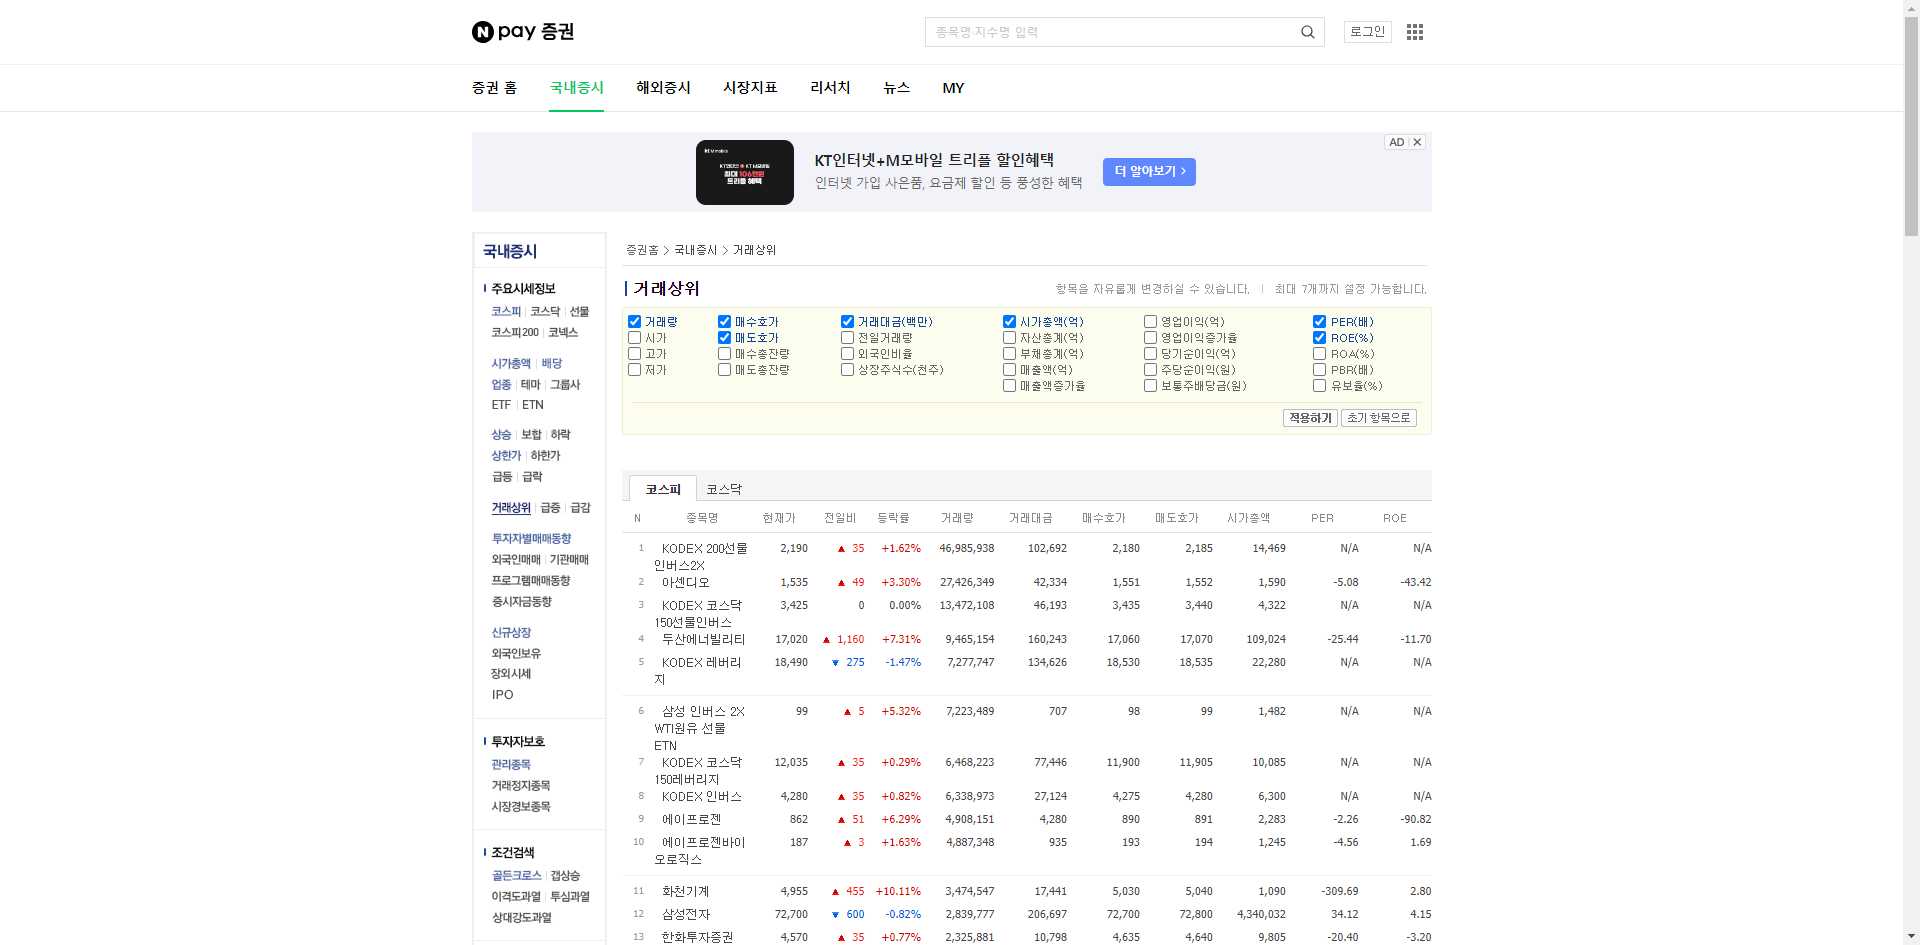 N pay 증권
종목명·지수명 입력
로그인
증권 홈 국내증시 해외증시 시장지표 리서치 뉴스 MY
KT인터넷+M모바일 트리플 할인혜택
인터넷 가입 사은품, 요금제 할인 등 풍성한 혜택
더 알아보기 >
AD
최대 106만원
트리플 혜택
국내증시
주요시세정보
코스피 | 코스닥 | 선물
코스피200 | 코넥스
시가총액 | 배당
업종 | 테마 | 그룹사
ETF | ETN
상승 | 보합 | 하락
상한가 | 하한가
급등 | 급락
거래상위 | 급증 | 급감
투자자별매매동향
외국인매매 | 기관매매
프로그램매매동향
증시자금동향
신규상장
외국인보유
장외시세
IPO
투자자보호
관리종목
거래정지종목
시장경보종목
조건검색
골든크로스 | 갭상승
이격도과열 | 투심과열
상대강도과열
증권홈 > 국내증시 > 거래상위
거래상위
항목을 자유롭게 변경하실 수 있습니다. | 최대 7개까지 설정 가능합니다.
거래량 매수호가 거래대금(백만) 시가총액(억) 영업이익(억) PER(배)
시가 매도호가 전일거래량 자산총계(억) 영업이익증가율 ROE(%)
고가 매수총잔량 외국인비율 부채총계(억) 당기순이익(억) ROA(%)
저가 매도총잔량 상장주식수(천주) 매출액(억) 주당순이익(원) PBR(배)
매출액증가율 보통주배당금(원) 유보율(%)
적용하기 초기 항목으로
코스피 코스닥
N 종목명 현재가 전일비 등락률 거래량 거래대금 매수호가 매도호가 시가총액 PER ROE
1 KODEX 200선물 2,190 ▲ 35 +1.62% 46,985,938 102,692 2,180 2,185 14,469 N/A N/A
인버스2X
2 아센디오 1,535 ▲ 49 +3.30% 27,426,349 42,334 1,551 1,552 1,590 -5.08 -43.42
3 KODEX 코스닥 3,425 0 0.00% 13,472,108 46,193 3,435 3,440 4,322 N/A N/A
150선물인버스
4 두산에너빌리티 17,020 ▲ 1,160 +7.31% 9,465,154 160,243 17,060 17,070 109,024 -25.44 -11.70
5 KODEX 레버리 18,490 ▼ 275 -1.47% 7,277,747 134,626 18,530 18,535 22,280 N/A N/A
지
6 삼성 인버스 2X 99 ▲ 5 +5.32% 7,223,489 707 98 99 1,482 N/A N/A
WTI원유 선물
ETN
7 KODEX 코스닥 12,035 ▲ 35 +0.29% 6,468,223 77,446 11,900 11,905 10,085 N/A N/A
150레버리지
8 KODEX 인버스 4,280 ▲ 35 +0.82% 6,338,973 27,124 4,275 4,280 6,300 N/A N/A
9 에이프로젠 862 ▲ 51 +6.29% 4,908,151 4,280 890 891 2,283 -2.26 -90.82
10 에이프로젠바이 187 ▲ 3 +1.63% 4,887,348 935 193 194 1,245 -4.56 1.69
오로직스
11 화천기계 4,955 ▲ 455 +10.11% 3,474,547 17,441 5,030 5,040 1,090 -309.69 2.80
12 삼성전자 72,700 ▼ 600 -0.82% 2,839,777 206,697 72,700 72,800 4,340,032 34.12 4.15
13 한화투자증권 4,570 ▲ 35 +0.77% 2,325,881 10,798 4,635 4,640 9,805 -20.40 -3.20